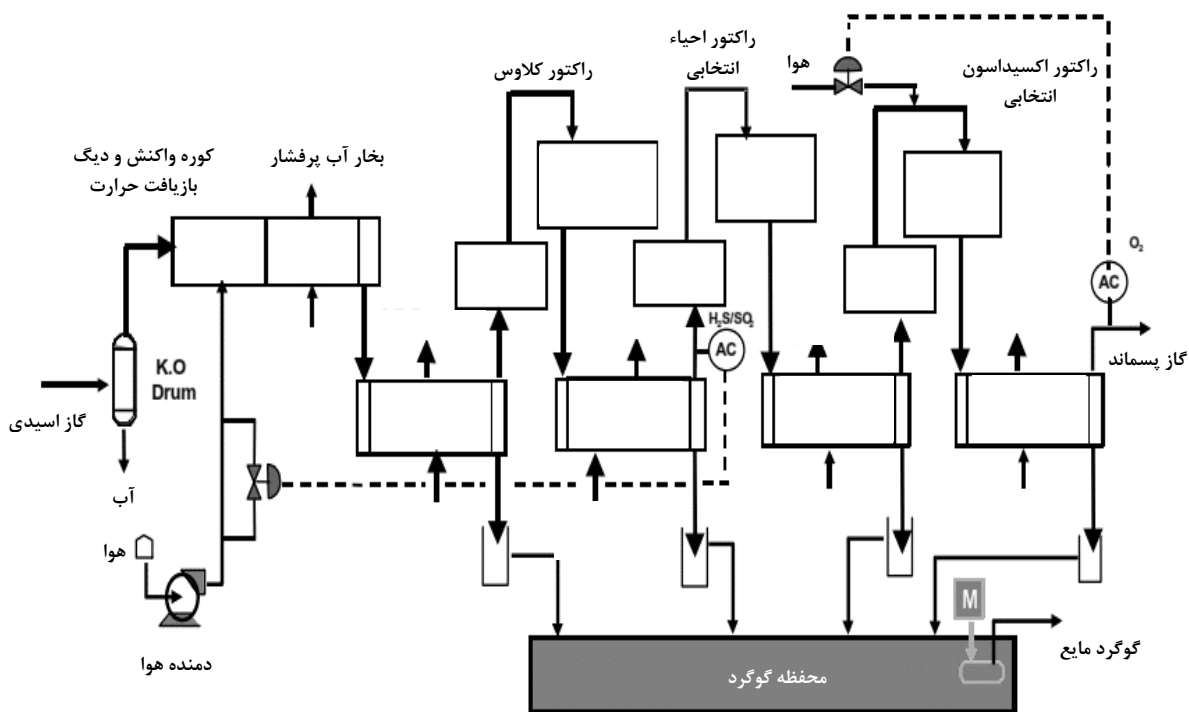 هوا
راکتور اکسیداسون
انتخابی
راکتور احیاء
انتخابی
راکتور کلاوس
بخار آب پرفشار
کوره واکنش و دیگ
بازیافت حرارت
O₂
AC
گاز پسماند
H₂S/SO₂
AC
K.O
Drum
گاز اسیدی
آب
هوا
دمنده هوا
M
گوگرد مایع
محفظه گوگرد